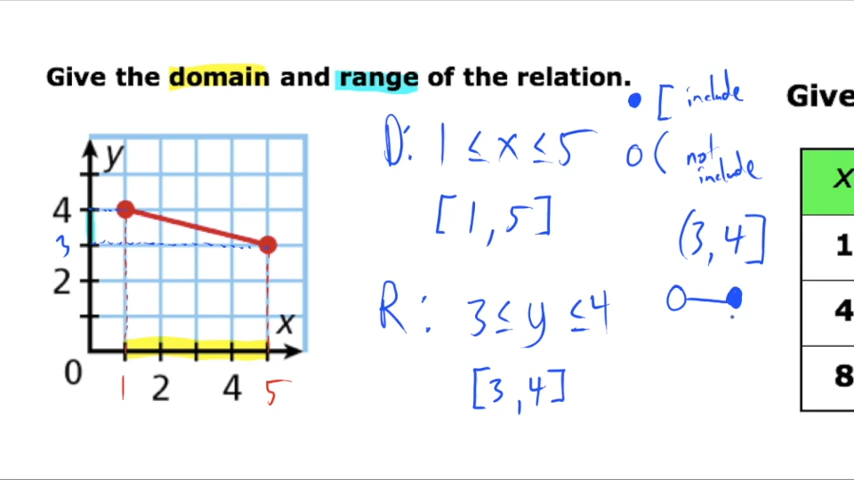 Give the domain and range of the relation.
[ include
Give
D: 1 ≤ x ≤ 5
( not include
[1, 5]
(3, 4]
R: 3 ≤ y ≤ 4
[3, 4]
y
4
3
2
x
0
1 2 4 5
x
1
4
8